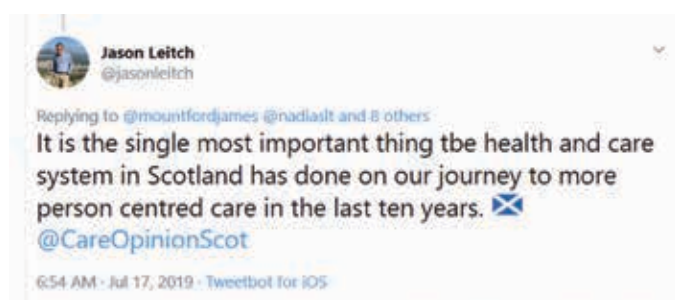 Jason Leitch
@jasonleitch
Replying to @mountfordjames @nadiaslt and 8 others
It is the single most important thing tbe health and care
system in Scotland has done on our journey to more
person centred care in the last ten years. 🏴󠁧󠁢󠁳󠁣󠁴󠁿
@CareOpinionScot
6:54 AM · Jul 17, 2019 · Tweetbot for iOS